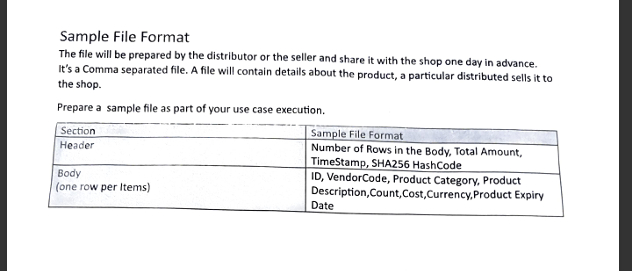 Sample File Format
The file will be prepared by the distributor or the seller and share it with the shop one day in advance.
It's a Comma separated file. A file will contain details about the product, a particular distributed sells it to
the shop.
Prepare a sample file as part of your use case execution.
Section
Sample File Format
Header
Number of Rows in the Body, Total Amount,
TimeStamp, SHA256 HashCode
Body
(one row per Items)
ID, VendorCode, Product Category, Product
Description,Count,Cost,Currency,Product Expiry
Date